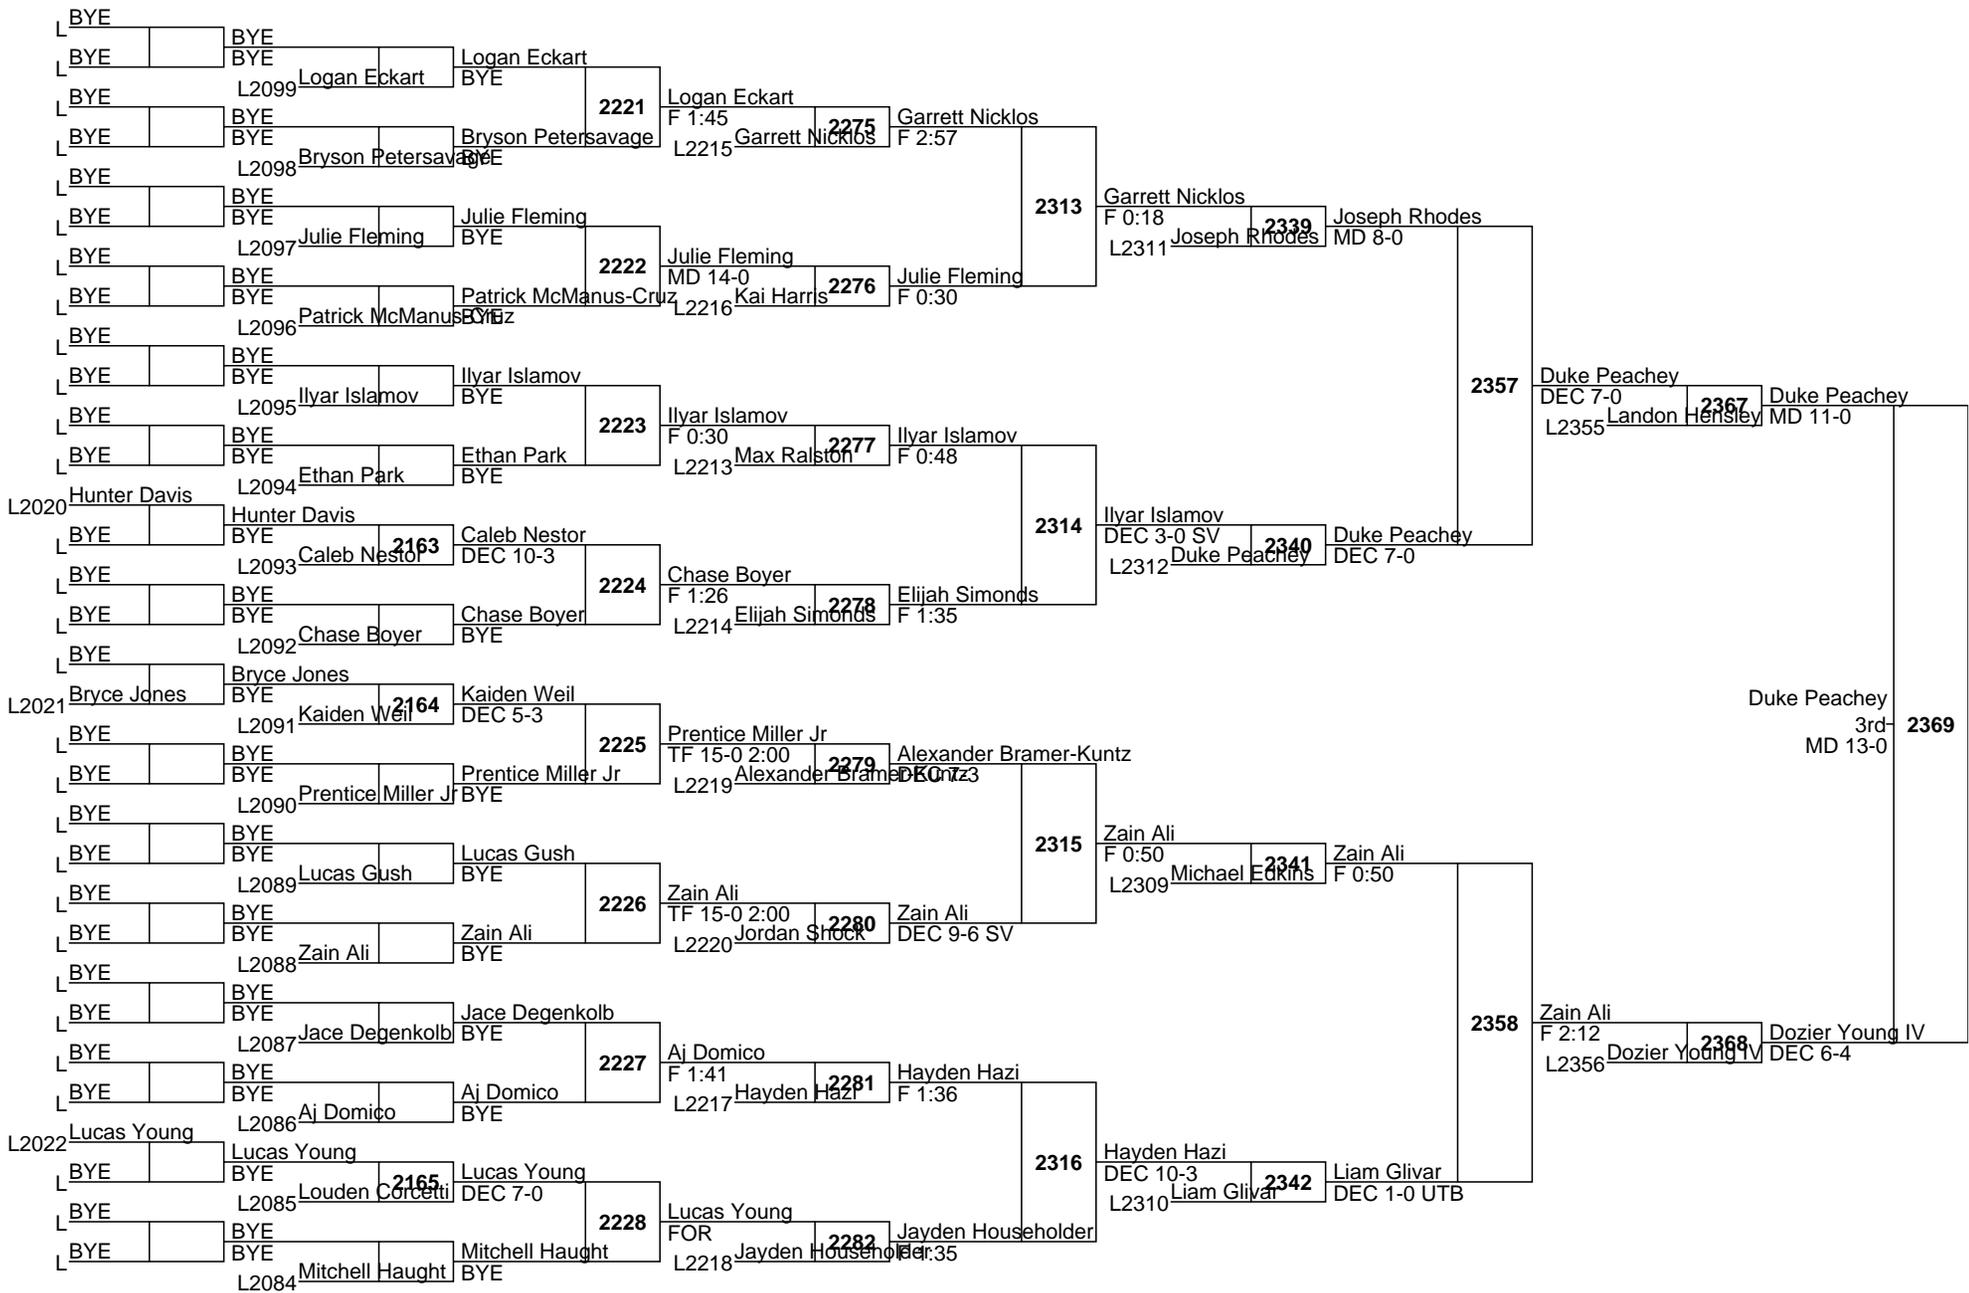 BYE
L
BYE
L
BYE
BYE
L2099 Logan Eckart
Logan Eckart
BYE
BYE
L
BYE
L
BYE
BYE
L2098 Bryson Petersavage
Bryson Petersavage
BYE
2221
Logan Eckart
F 1:45
L2215 Garrett Nicklos
2275
Garrett Nicklos
F 2:57
BYE
L
BYE
L
BYE
BYE
L2097 Julie Fleming
Julie Fleming
BYE
BYE
L
BYE
L
BYE
BYE
L2096 Patrick McManus-Cruz
Patrick McManus-Cruz
BYE
2222
Julie Fleming
MD 14-0
L2216 Kai Harris
2276
Julie Fleming
F 0:30
2313
Garrett Nicklos
F 0:18
L2311 Joseph Rhodes
2339
Joseph Rhodes
MD 8-0
BYE
L
BYE
L
BYE
BYE
L2095 Ilyar Islamov
Ilyar Islamov
BYE
BYE
L
BYE
L
BYE
BYE
L2094 Ethan Park
Ethan Park
BYE
2223
Ilyar Islamov
F 0:30
L2213 Max Ralston
2277
Ilyar Islamov
F 0:48
L2020 Hunter Davis
BYE
L
Hunter Davis
BYE
L2093 Caleb Nestor
2163
Caleb Nestor
DEC 10-3
BYE
L
BYE
L
BYE
BYE
L2092 Chase Boyer
Chase Boyer
BYE
2224
Chase Boyer
F 1:26
L2214 Elijah Simonds
2278
Elijah Simonds
F 1:35
2314
Ilyar Islamov
DEC 3-0 SV
L2312 Duke Peachey
2340
Duke Peachey
DEC 7-0
2357
Duke Peachey
DEC 7-0
L2355 Landon Hensley
2367
Duke Peachey
MD 11-0
BYE
L
L2021 Bryce Jones
Bryce Jones
BYE
L2091 Kaiden Weil
2164
Kaiden Weil
DEC 5-3
BYE
L
BYE
L
BYE
BYE
L2090 Prentice Miller Jr
Prentice Miller Jr
BYE
2225
Prentice Miller Jr
TF 15-0 2:00
L2219 Alexander Bramer-Kuntz
2279
Alexander Bramer-Kuntz
DEC 7-3
BYE
L
BYE
L
BYE
BYE
L2089 Lucas Gush
Lucas Gush
BYE
BYE
L
BYE
L
BYE
BYE
L2088 Zain Ali
Zain Ali
BYE
2226
Zain Ali
TF 15-0 2:00
L2220 Jordan Shock
2280
Zain Ali
DEC 9-6 SV
2315
Zain Ali
F 0:50
L2309 Michael Edkins
2341
Zain Ali
F 0:50
BYE
L
BYE
L
BYE
BYE
L2087 Jace Degenkolb
Jace Degenkolb
BYE
BYE
L
BYE
L
BYE
BYE
L2086 Aj Domico
Aj Domico
BYE
2227
Aj Domico
F 1:41
L2217 Hayden Hazi
2281
Hayden Hazi
F 1:36
L2022 Lucas Young
BYE
L
Lucas Young
BYE
L2085 Louden Corcetti
2165
Lucas Young
DEC 7-0
BYE
L
BYE
L
BYE
BYE
L2084 Mitchell Haught
Mitchell Haught
BYE
2228
Lucas Young
FOR
L2218 Jayden Householder
2282
Jayden Householder
F 1:35
2316
Hayden Hazi
DEC 10-3
L2310 Liam Glivar
2342
Liam Glivar
DEC 1-0 UTB
2358
Zain Ali
F 2:12
L2356 Dozier Young IV
2368
Dozier Young IV
DEC 6-4
Duke Peachey
3rd
MD 13-0
2369